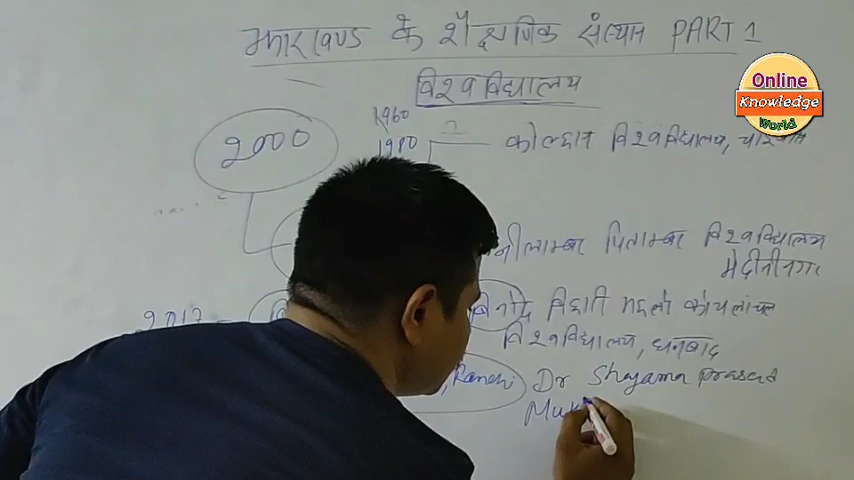 झारखण्ड के शैक्षणिक संस्थान PART 1
विश्वविद्यालय
Online
Knowledge
World
1960
1980
2000
कोल्हान विश्वविद्यालय, चाईबासा
नीलाम्बर पिताम्बर विश्वविद्यालय
मेदीनीनगर
2017
बिनोद बिहारी महतो कोयलांचल
विश्वविद्यालय, धनबाद
, Ranchi Dr Shyama Prasad
Muk